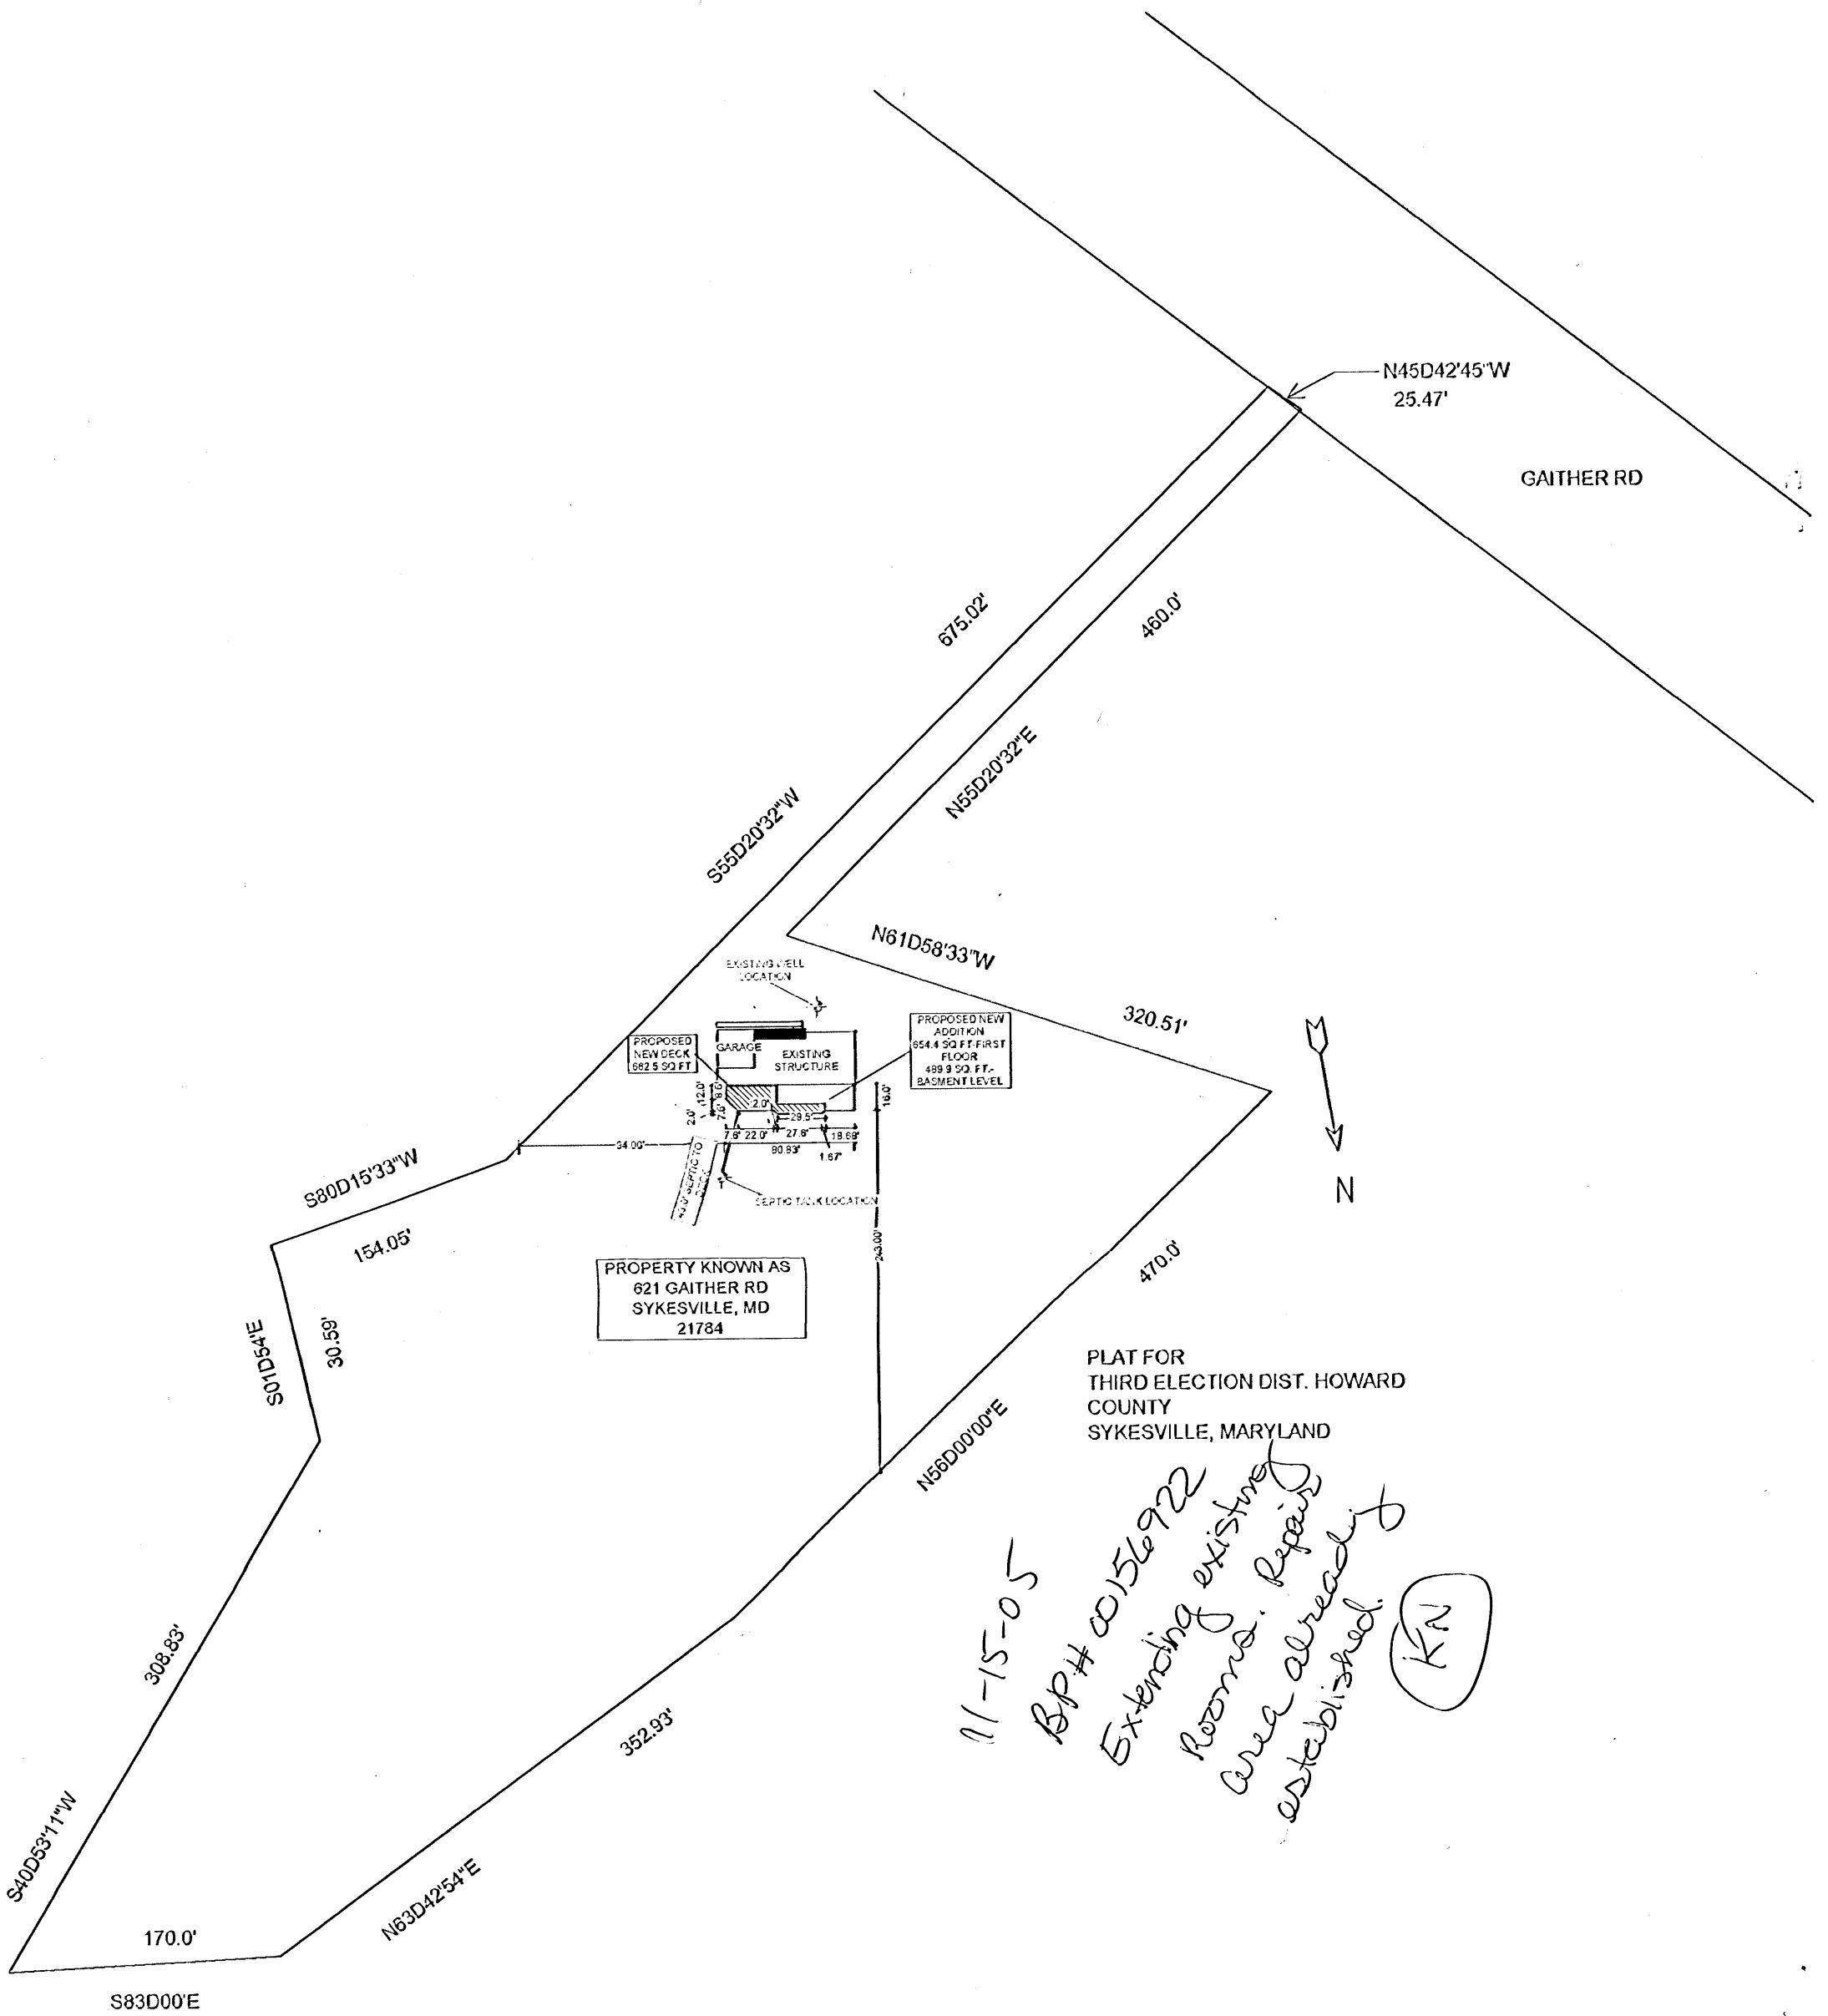 N45D42'45"W
25.47'
GAITHER RD
675.02'
460.0'
S55D20'32"W
N55D20'32"E
N61D58'33"W
320.51'
EXISTING WELL
LOCATION
PROPOSED
NEW DECK
662.5 SQ FT
GARAGE
EXISTING
STRUCTURE
PROPOSED NEW
ADDITION
654.4 SQ FT-FIRST
FLOOR
489.9 SQ. FT.-
BASMENT LEVEL
12.0'
7.6'
2.0'
2.0'
29.5'
16.0'
7.6'
22.0'
27.6'
18.68'
94.00'
80.83'
1.67'
SEPTIC TO
DECK
SEPTIC TANK LOCATION
243.00'
N
S80D15'33"W
154.05'
S01D54'E
30.59'
PROPERTY KNOWN AS
621 GAITHER RD
SYKESVILLE, MD
21784
470.0'
N56D00'00"E
PLAT FOR
THIRD ELECTION DIST. HOWARD
COUNTY
SYKESVILLE, MARYLAND
11-15-05
BP# 00156922
Extending existing
Rooms. Repair
area already
established.
KN
308.83'
S40D53'11"W
352.93'
N63D42'54"E
170.0'
S83D00'E